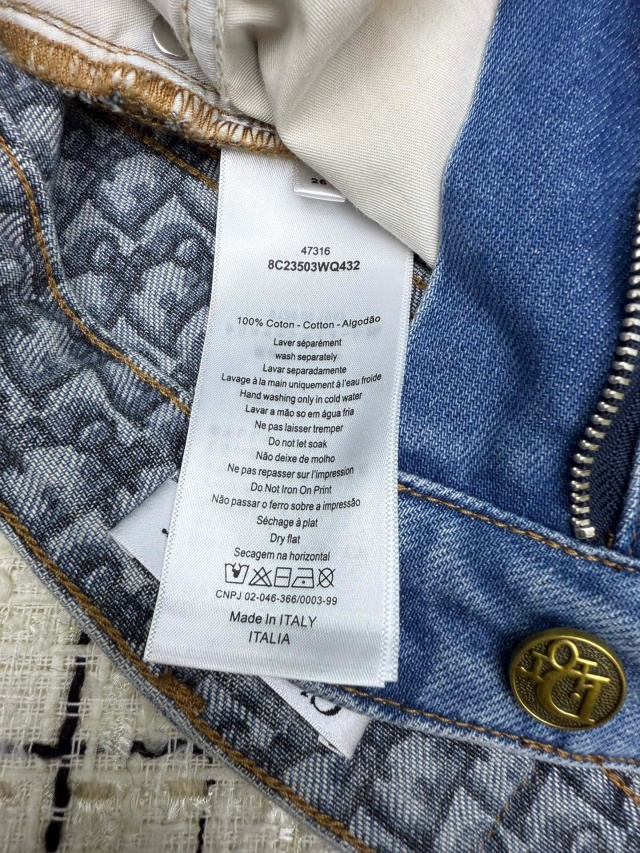 26
47316
8C23503WQ432
100% Coton - Cotton - Algodão
Laver séparément
wash separately
Lavar separadamente
Lavage à la main uniquement à l'eau froide
Hand washing only in cold water
Lavar a mão so em água fria
Ne pas laisser tremper
Do not let soak
Não deixe de molho
Ne pas repasser sur l'impression
Do Not Iron On Print
Não passar o ferro sobre a impressão
Séchage à plat
Dry flat
Secagem na horizontal
CNPJ 02-046-366/0003-99
Made In ITALY
ITALIA